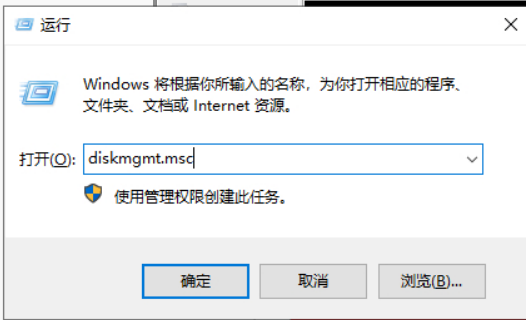 运行
Windows 将根据你所输入的名称，为你打开相应的程序、
文件夹、文档或 Internet 资源。
打开(O): diskmgmt.msc
使用管理权限创建此任务。
确定 取消 浏览(B)...